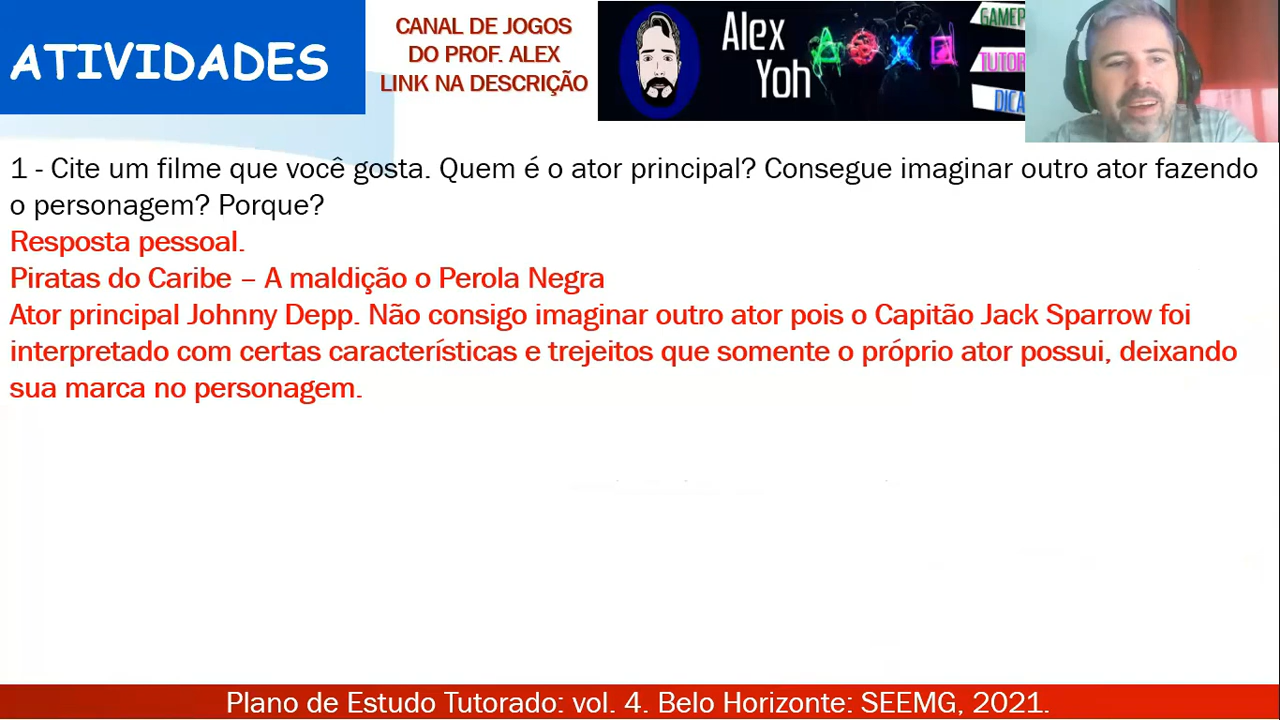 ATIVIDADES
CANAL DE JOGOS
DO PROF. ALEX
LINK NA DESCRIÇÃO
Alex
Yoh
GAMEP
TUTOR
DICA
1 - Cite um filme que você gosta. Quem é o ator principal? Consegue imaginar outro ator fazendo
o personagem? Porque?
Resposta pessoal.
Piratas do Caribe – A maldição o Perola Negra
Ator principal Johnny Depp. Não consigo imaginar outro ator pois o Capitão Jack Sparrow foi
interpretado com certas características e trejeitos que somente o próprio ator possui, deixando
sua marca no personagem.
Plano de Estudo Tutorado: vol. 4. Belo Horizonte: SEEMG, 2021.